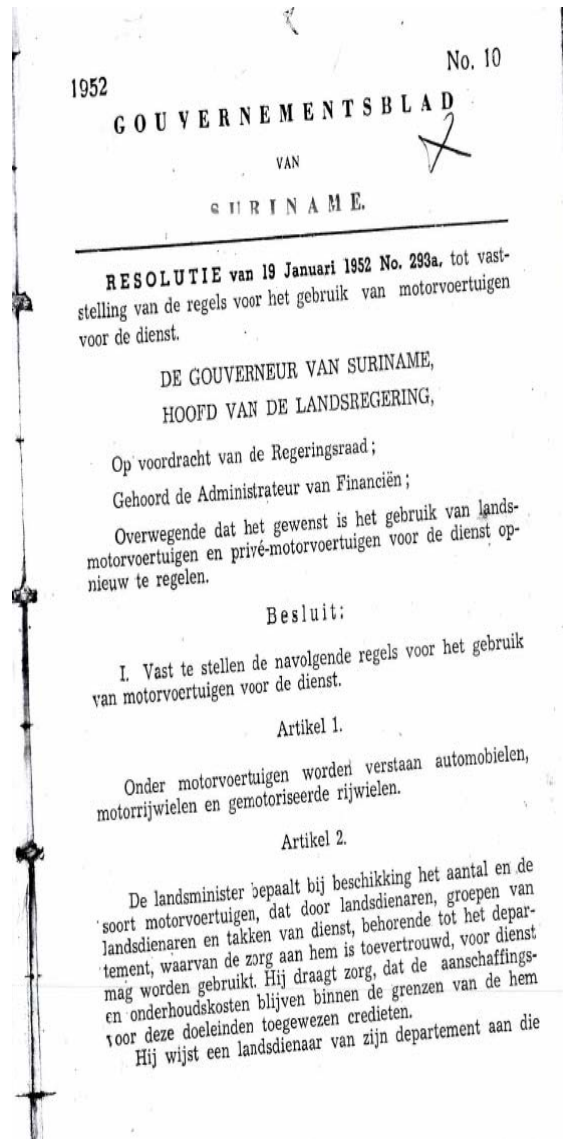 1952
No. 10
GOUVERNEMENTSBLAD
VAN
SURINAME.
RESOLUTIE van 19 Januari 1952 No. 293a, tot vast-
stelling van de regels voor het gebruik van motorvoertuigen
voor de dienst.
DE GOUVERNEUR VAN SURINAME,
HOOFD VAN DE LANDSREGERING,
Op voordracht van de Regeringsraad;
Gehoord de Administrateur van Financiën;
Overwegende dat het gewenst is het gebruik van lands-
motorvoertuigen en privé-motorvoertuigen voor de dienst op-
nieuw te regelen.
Besluit:
I. Vast te stellen de navolgende regels voor het gebruik
van motorvoertuigen voor de dienst.
Artikel 1.
Onder motorvoertuigen worden verstaan automobielen,
motorrijwielen en gemotoriseerde rijwielen.
Artikel 2.
De landsminister bepaalt bij beschikking het aantal en de
soort motorvoertuigen, dat door landsdienaren, groepen van
landsdienaren en takken van dienst, behorende tot het depar-
tement, waarvan de zorg aan hem is toevertrouwd, voor dienst
mag worden gebruikt. Hij draagt zorg, dat de aanschaffings-
en onderhoudskosten blijven binnen de grenzen van de hem
voor deze doeleinden toegewezen credieten.
Hij wijst een landsdienaar van zijn departement aan die